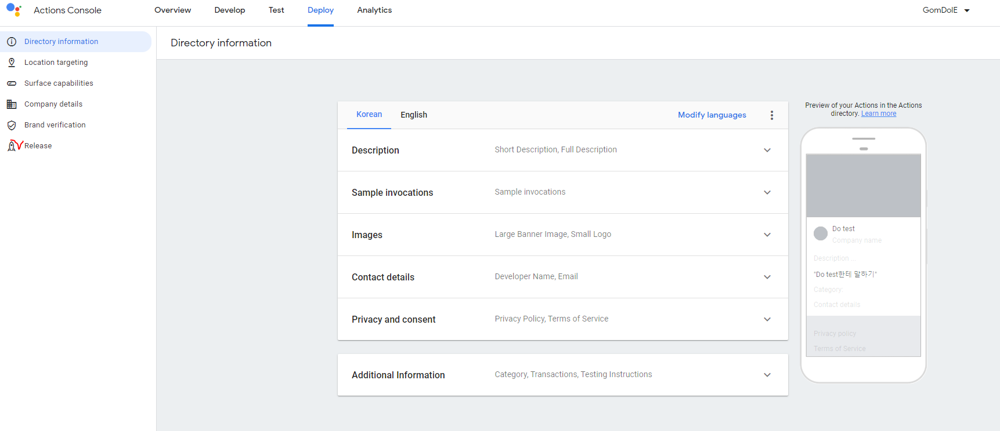 Actions Console
Overview
Develop
Test
Deploy
Analytics
GomDolE
Directory information
Location targeting
Surface capabilities
Company details
Brand verification
Release
Directory information
Korean
English
Modify languages
Description
Short Description, Full Description
Sample invocations
Sample invocations
Images
Large Banner Image, Small Logo
Contact details
Developer Name, Email
Privacy and consent
Privacy Policy, Terms of Service
Additional Information
Category, Transactions, Testing Instructions
Preview of your Actions in the Actions
directory. Learn more
Do test
Company name
Description ...
"Do test한테 말하기"
Category:
Contact details
Privacy policy
Terms of Service